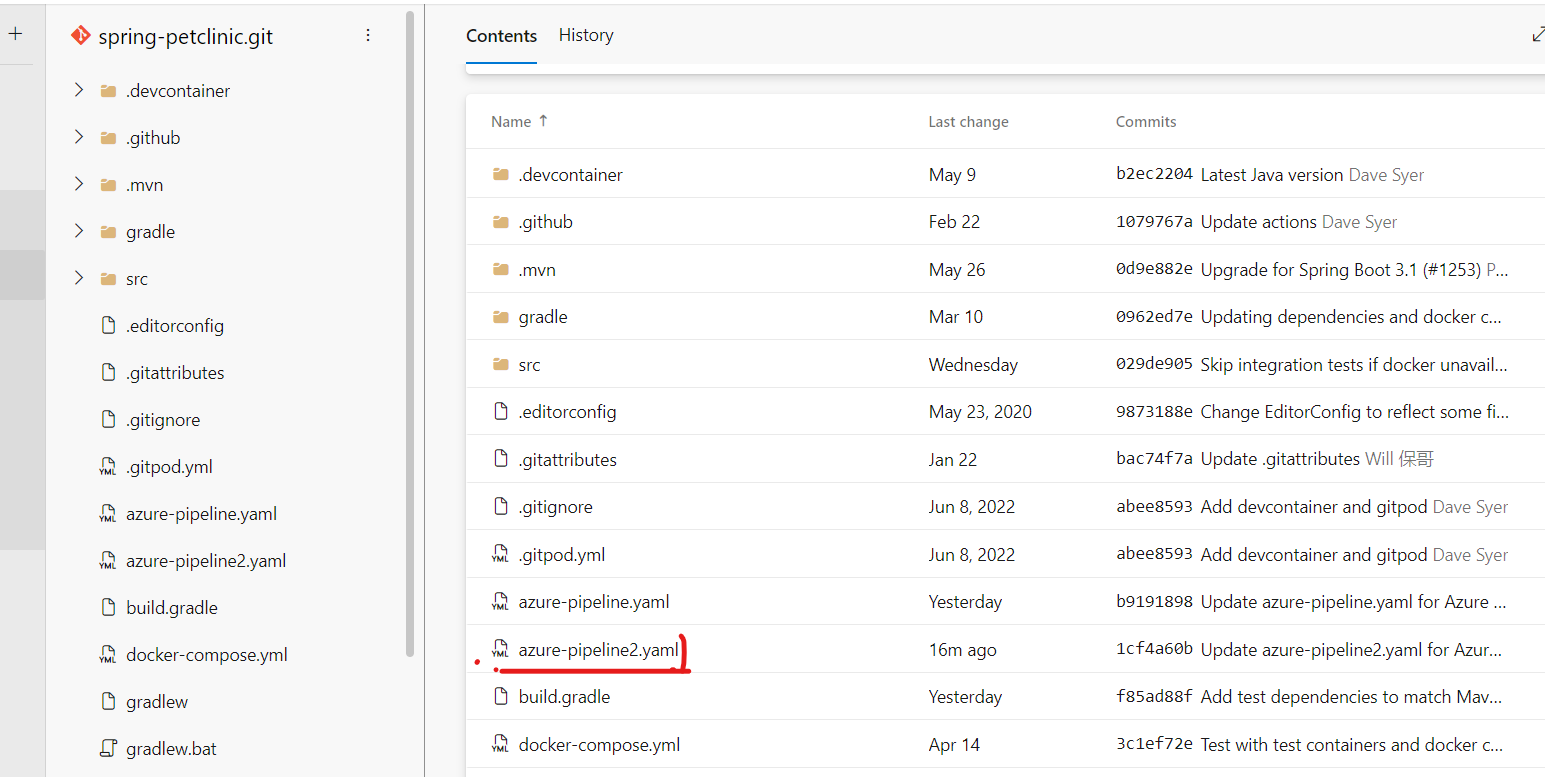 spring-petclinic.git
.devcontainer
.github
.mvn
gradle
src
.editorconfig
.gitattributes
.gitignore
.gitpod.yml
azure-pipeline.yaml
azure-pipeline2.yaml
build.gradle
docker-compose.yml
gradlew
gradlew.bat
Contents History
Name ↑ Last change Commits
.devcontainer May 9 b2ec2204 Latest Java version Dave Syer
.github Feb 22 1079767a Update actions Dave Syer
.mvn May 26 0d9e882e Upgrade for Spring Boot 3.1 (#1253) P...
gradle Mar 10 0962ed7e Updating dependencies and docker c...
src Wednesday 029de905 Skip integration tests if docker unavail...
.editorconfig May 23, 2020 9873188e Change EditorConfig to reflect some fi...
.gitattributes Jan 22 bac74f7a Update .gitattributes Will 保哥
.gitignore Jun 8, 2022 abee8593 Add devcontainer and gitpod Dave Syer
YML .gitpod.yml Jun 8, 2022 abee8593 Add devcontainer and gitpod Dave Syer
YML azure-pipeline.yaml Yesterday b9191898 Update azure-pipeline.yaml for Azure ...
YML azure-pipeline2.yaml 16m ago 1cf4a60b Update azure-pipeline2.yaml for Azur...
build.gradle Yesterday f85ad88f Add test dependencies to match Mav...
YML docker-compose.yml Apr 14 3c1ef72e Test with test containers and docker c...